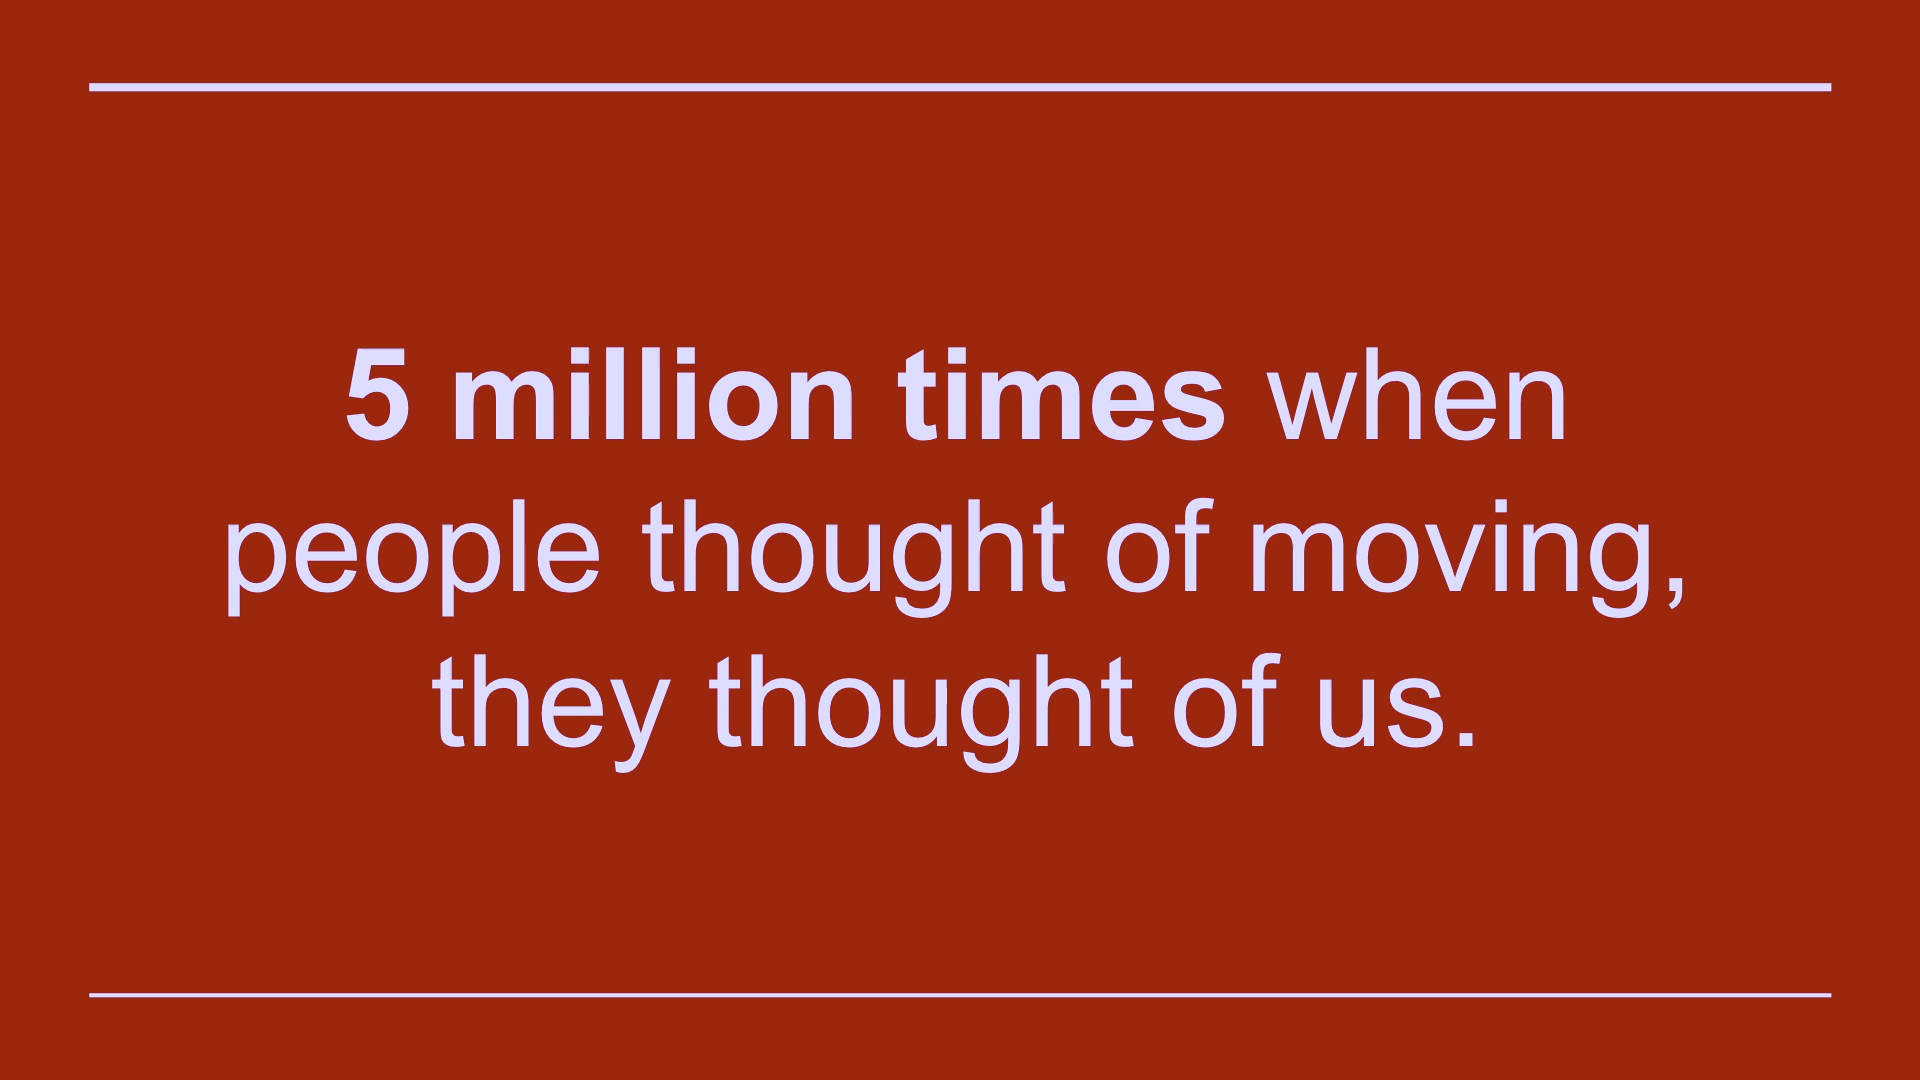 5 million times when
people thought of moving,
they thought of us.